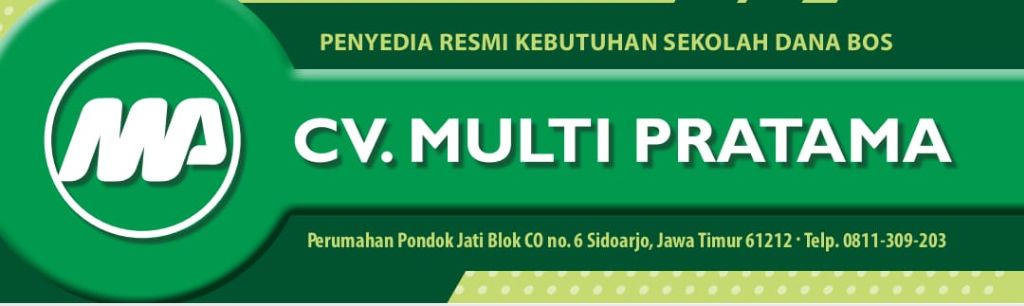 PENYEDIA RESMI KEBUTUHAN SEKOLAH DANA BOS
MA
CV. MULTI PRATAMA
Perumahan Pondok Jati Blok CO no. 6 Sidoarjo, Jawa Timur 61212 · Telp. 0811-309-203